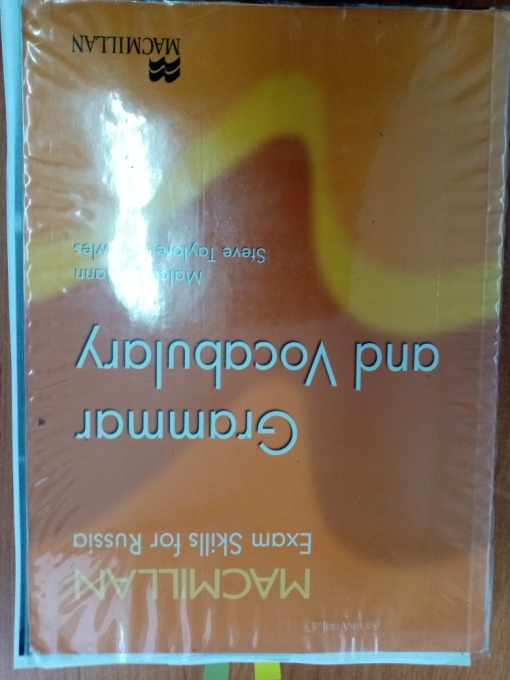 MACMILLAN
Exam Skills for Russia
Grammar
and Vocabulary
Steve Taylore
MACMILLAN